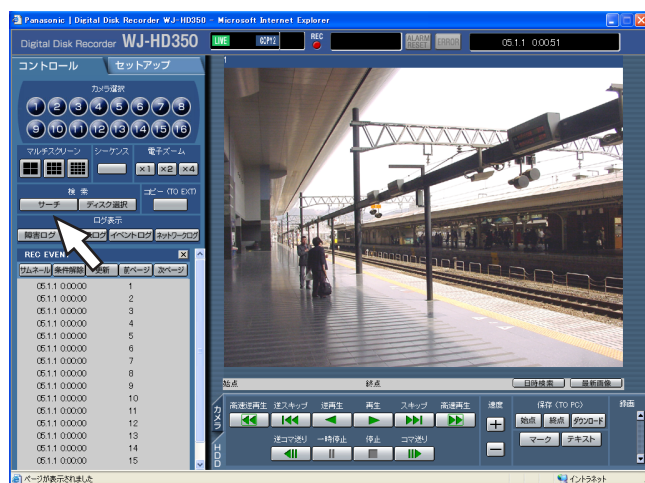 Panasonic | Digital Disk Recorder WJ-HD350 - Microsoft Internet Explorer
Digital Disk Recorder WJ-HD350
LIVE COPY2 REC ALARM RESET ERROR 05.1.1 0:00:51
コントロール セットアップ
1
カメラ選択
1 2 3 4 5 6 7 8
9 10 11 12 13 14 15 16
マルチスクリーン シーケンス 電子ズーム
×1 ×2 ×4
検 索 コピー (TO EXT)
サーチ ディスク選択
ログ表示
障害ログ ログ イベントログ ネットワークログ
REC EVEN
サムネール 条件解除 更新 前ページ 次ページ
05.1.1 0:00:00 1
05.1.1 0:00:00 2
05.1.1 0:00:00 3
05.1.1 0:00:00 4
05.1.1 0:00:00 5
05.1.1 0:00:00 6
05.1.1 0:00:00 7
05.1.1 0:00:00 8
05.1.1 0:00:00 9
05.1.1 0:00:00 10
05.1.1 0:00:00 11
05.1.1 0:00:00 12
05.1.1 0:00:00 13
05.1.1 0:00:00 14
05.1.1 0:00:00 15
始点 終点 日時検索 最新画像
カメラ
HDD
高速逆再生 逆スキップ 逆再生 再生 スキップ 高速再生 速度 保存 (TO PC) 録画
始点 終点 ダウンロード
逆コマ送り 一時停止 停止 コマ送り
マーク テキスト
ページが表示されました イントラネット